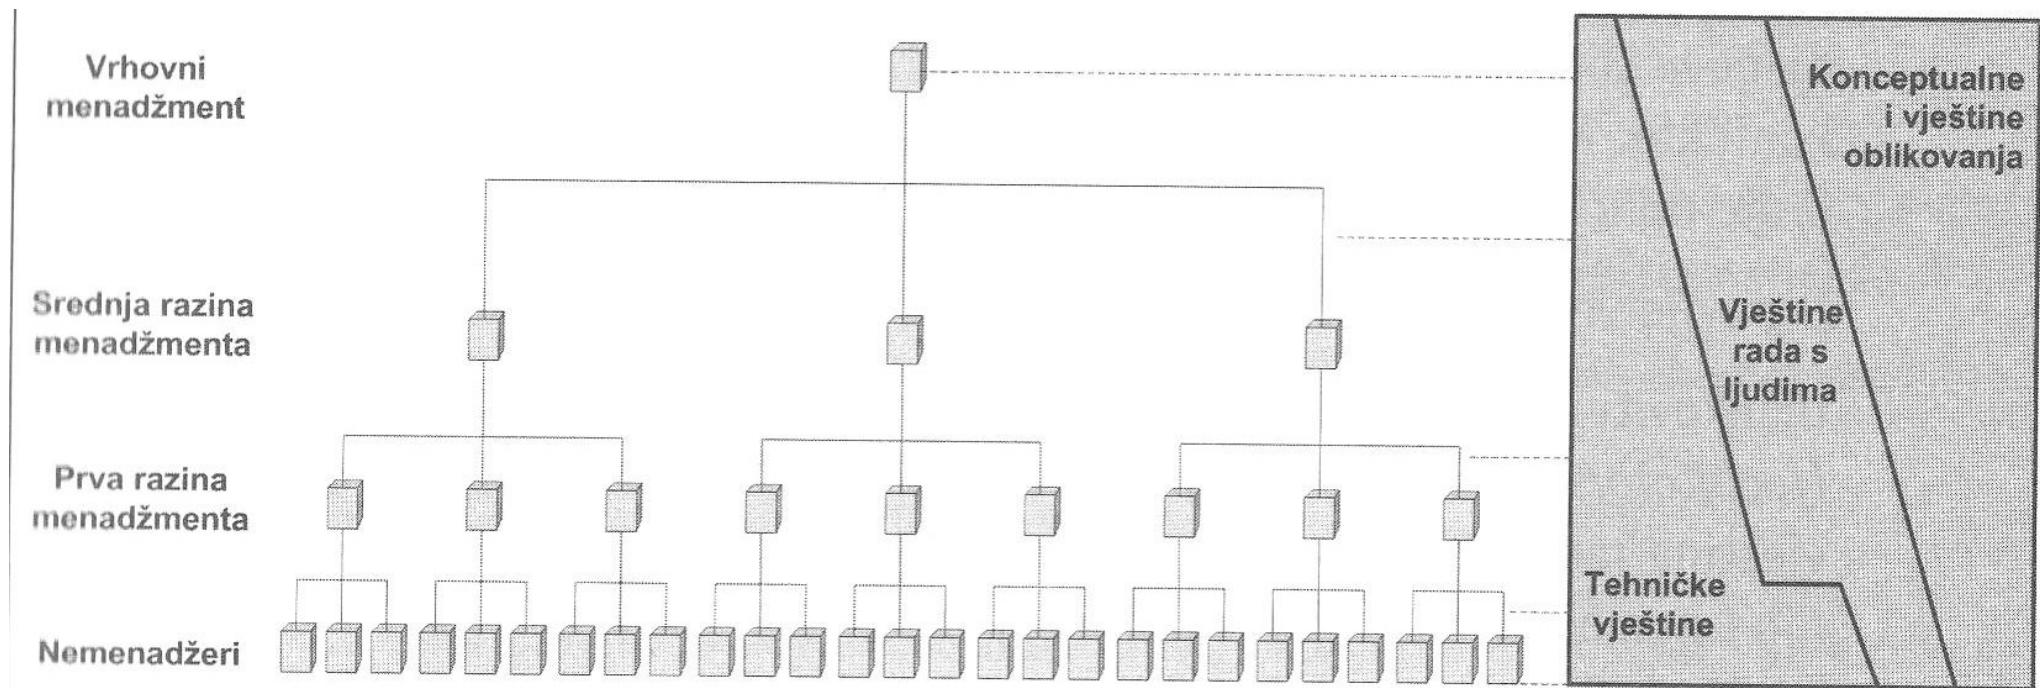 Vrhovni
menadžment
Srednja razina
menadžmenta
Prva razina
menadžmenta
Nemenadžeri
Konceptualne
i vještine
oblikovanja
Vještine
rada s
ljudima
Tehničke
vještine